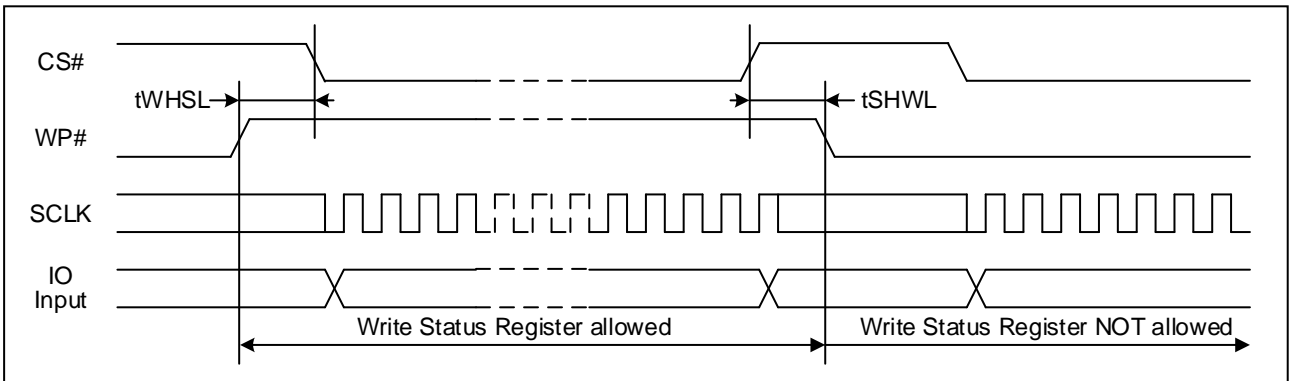 CS#
tWHSL
tSHWL
WP#
SCLK
IO
Input
Write Status Register allowed
Write Status Register NOT allowed